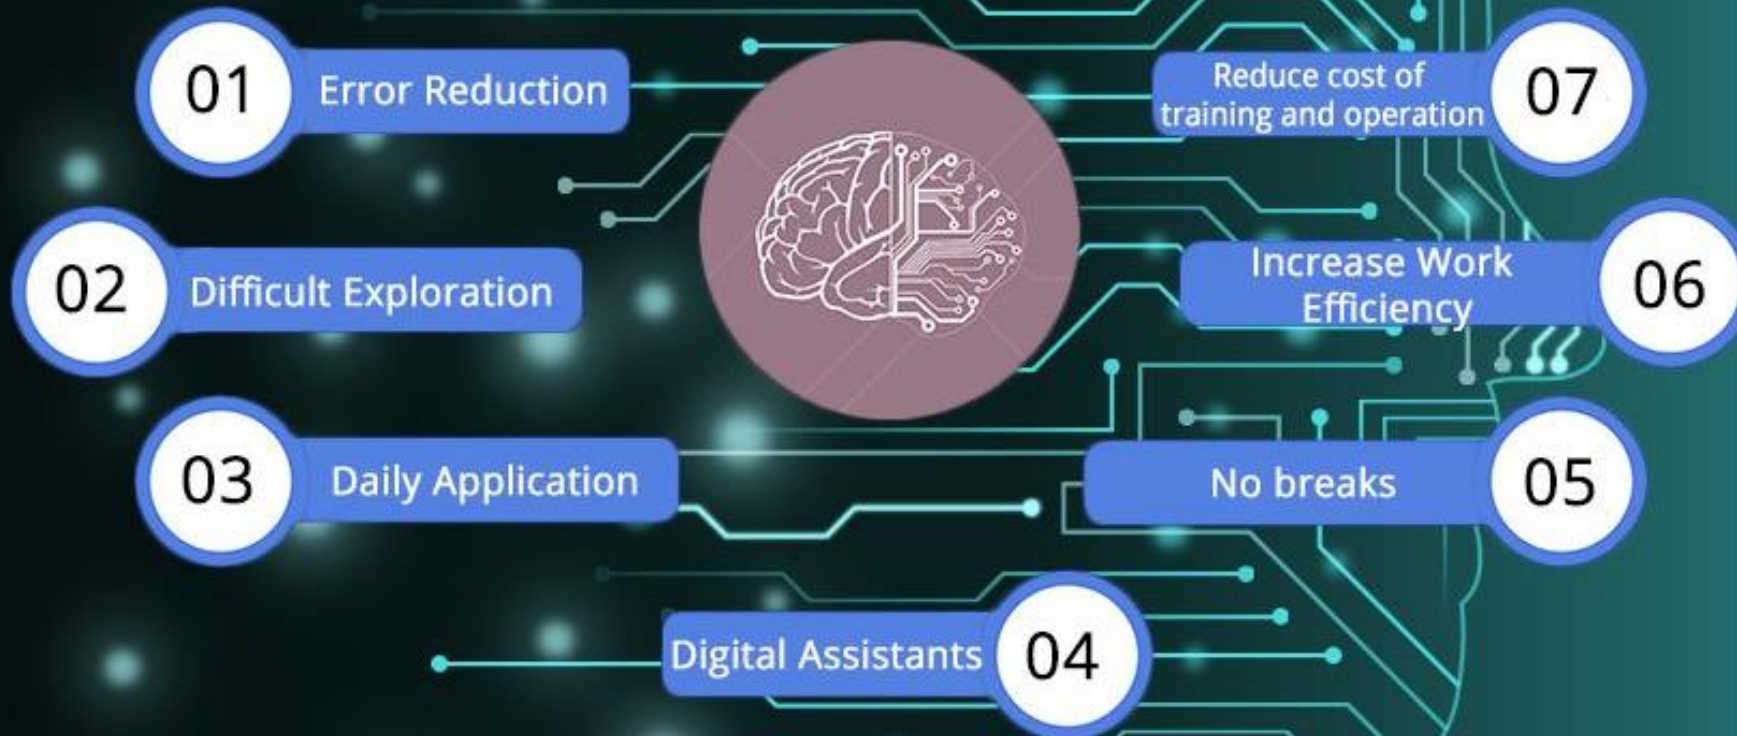 01
Error Reduction
02
Difficult Exploration
03
Daily Application
04
Digital Assistants
05
No breaks
06
Increase Work
Efficiency
07
Reduce cost of
training and operation